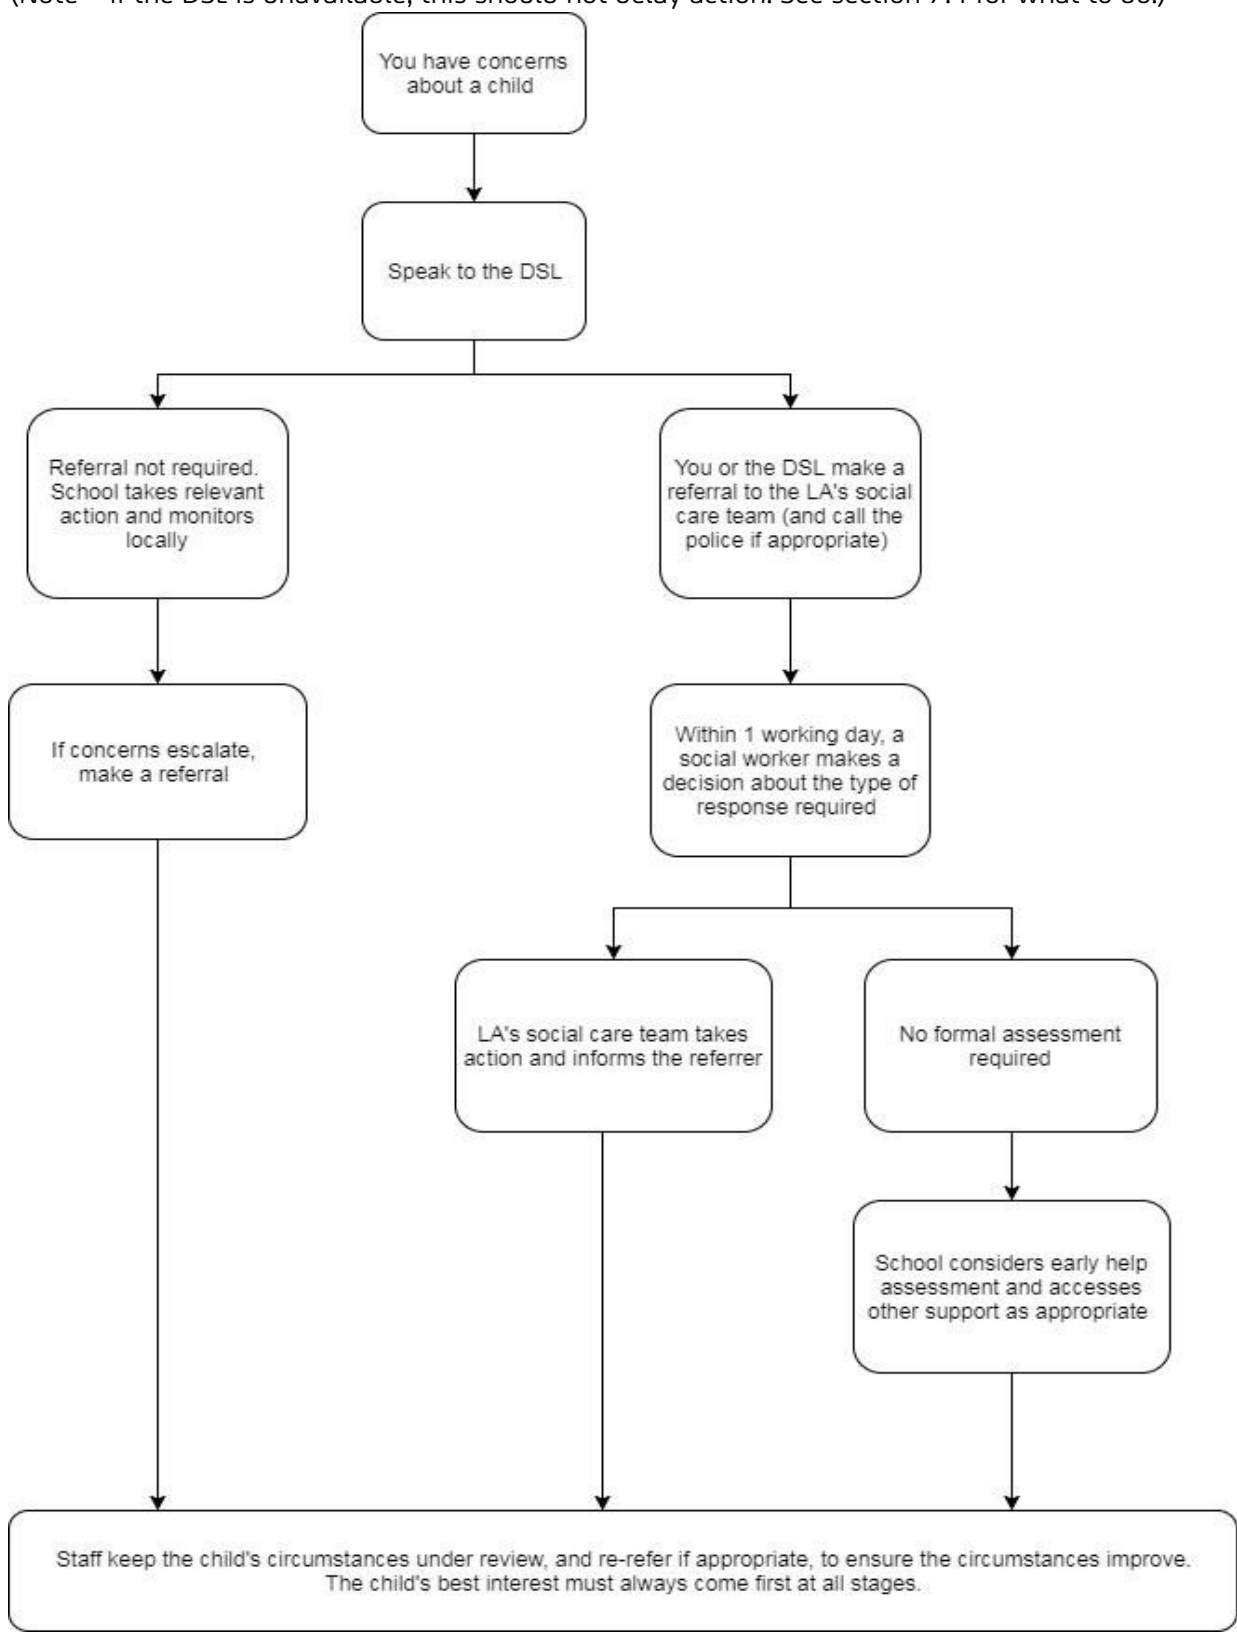 (Note – if the DSL is unavailable, this should not delay action. See section 7.4 for what to do.)
You have concerns
about a child
Speak to the DSL
Referral not required.
School takes relevant
action and monitors
locally
You or the DSL make a
referral to the LA's social
care team (and call the
police if appropriate)
If concerns escalate,
make a referral
Within 1 working day, a
social worker makes a
decision about the type of
response required
LA's social care team takes
action and informs the referrer
No formal assessment
required
School considers early help
assessment and accesses
other support as appropriate
Staff keep the child's circumstances under review, and re-refer if appropriate, to ensure the circumstances improve.
The child's best interest must always come first at all stages.